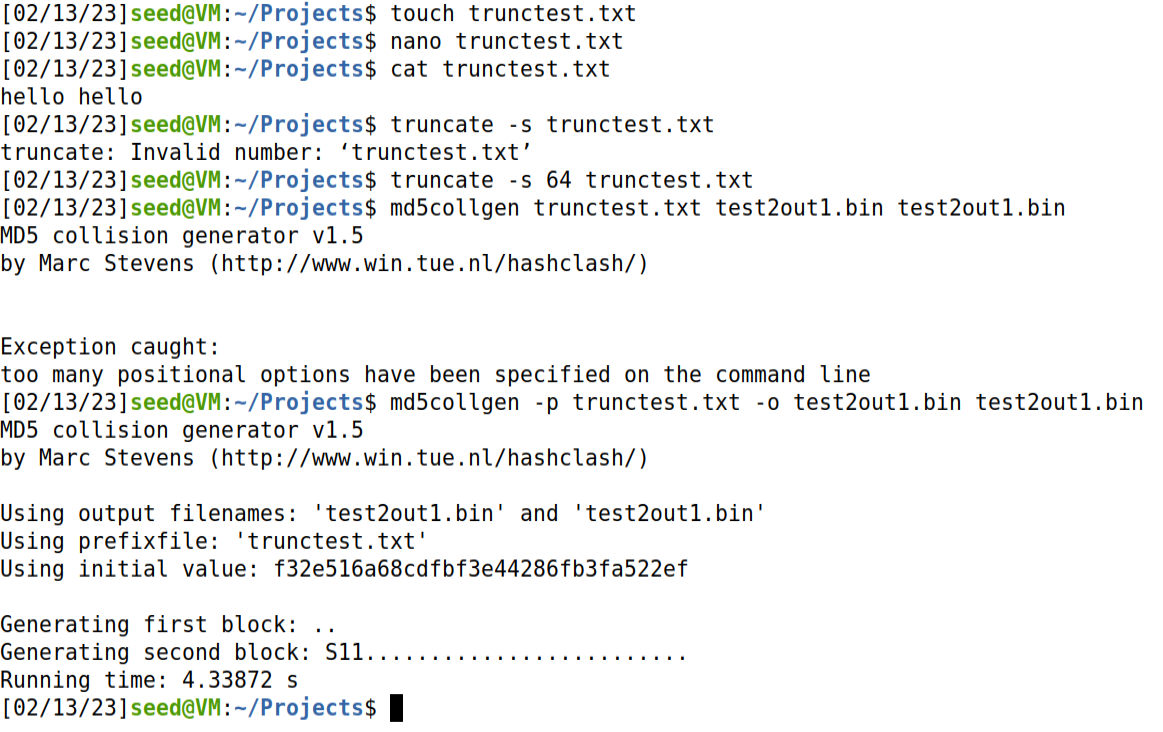 [02/13/23]seed@VM:~/Projects$ touch trunctest.txt
[02/13/23]seed@VM:~/Projects$ nano trunctest.txt
[02/13/23]seed@VM:~/Projects$ cat trunctest.txt
hello hello
[02/13/23]seed@VM:~/Projects$ truncate -s trunctest.txt
truncate: Invalid number: ‘trunctest.txt’
[02/13/23]seed@VM:~/Projects$ truncate -s 64 trunctest.txt
[02/13/23]seed@VM:~/Projects$ md5collgen trunctest.txt test2out1.bin test2out1.bin
MD5 collision generator v1.5
by Marc Stevens (http://www.win.tue.nl/hashclash/)
Exception caught:
too many positional options have been specified on the command line
[02/13/23]seed@VM:~/Projects$ md5collgen -p trunctest.txt -o test2out1.bin test2out1.bin
MD5 collision generator v1.5
by Marc Stevens (http://www.win.tue.nl/hashclash/)
Using output filenames: 'test2out1.bin' and 'test2out1.bin'
Using prefixfile: 'trunctest.txt'
Using initial value: f32e516a68cdfbf3e44286fb3fa522ef
Generating first block: ..
Generating second block: S11.........................
Running time: 4.33872 s
[02/13/23]seed@VM:~/Projects$